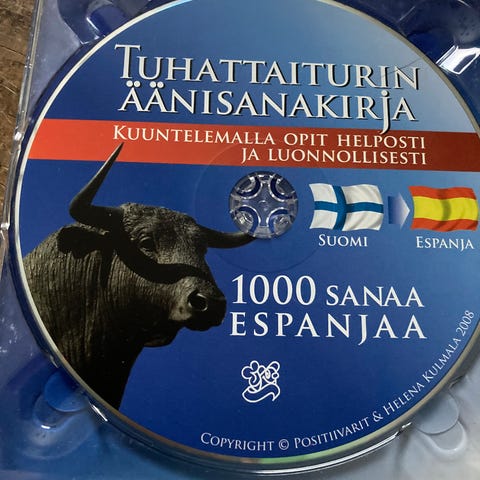 TUHATTAITURIN
ÄÄNISANAKIRJA
KUUNTELEMALLA OPIT HELPOSTI
JA LUONNOLLISESTI
SUOMI
ESPANJA
1000 SANAA
ESPANJAA
COPYRIGHT © POSITIIVARIT & HELENA KULMALA 2008